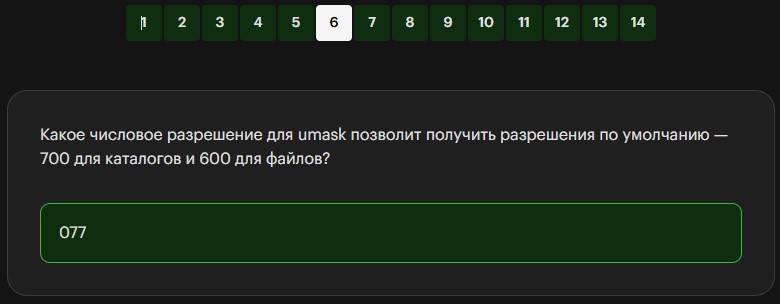 1 2 3 4 5 6 7 8 9 10 11 12 13 14
Какое числовое разрешение для umask позволит получить разрешения по умолчанию —
700 для каталогов и 600 для файлов?
077